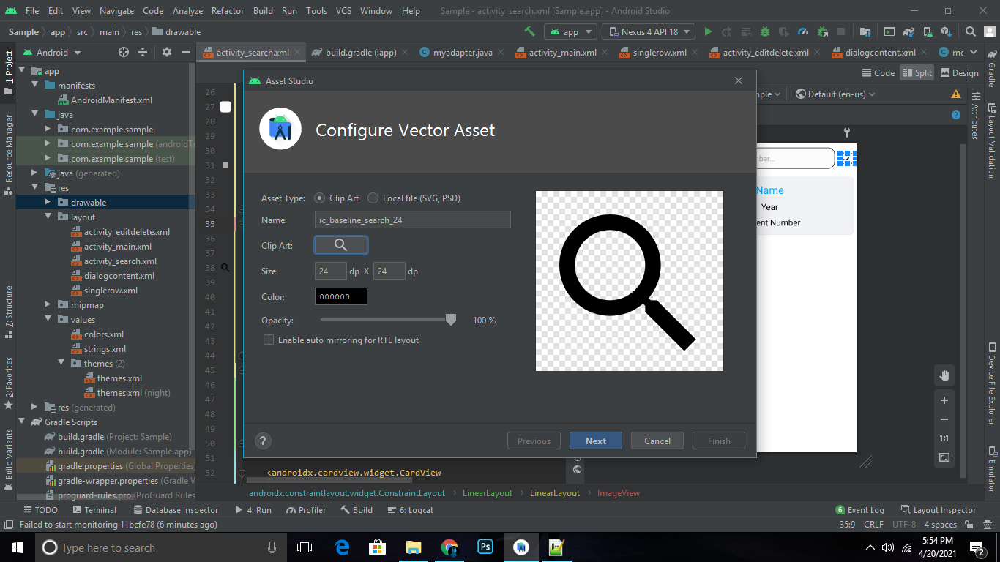 File Edit View Navigate Code Analyze Refactor Build Run Tools VCS Window Help Sample - activity_search.xml [Sample.app] - Android Studio
Sample app src main res drawable app Nexus 4 API 18
Android activity_search.xml build.gradle (:app) myadapter.java activity_main.xml singlerow.xml activity_editdelete.xml dialogcontent.xml
Code Split Design
Default (en-us)
1: Project
Resource Manager
7: Structure
2: Favorites
Build Variants
app
manifests
AndroidManifest.xml
java
com.example.sample
com.example.sample
com.example.sample (test)
java (generated)
res
drawable
layout
activity_editdelete.xml
activity_main.xml
activity_search.xml
dialogcontent.xml
singlerow.xml
mipmap
values
colors.xml
strings.xml
themes (2)
themes.xml
themes.xml (night)
res (generated)
Gradle Scripts
build.gradle (Project: Sample)
build.gradle (Module: Sample.app)
gradle.properties (Global Properties)
gradle-wrapper.properties (Gradle V
proguard-rules.pro (ProGuard Rules
26
27
28
29
30
31
32
33
34
35
36
37
38
39
40
41
42
43
44
45
46
47
48
49
50
51
52 <androidx.cardview.widget.CardView
Asset Studio
Configure Vector Asset
Asset Type: Clip Art Local file (SVG, PSD)
Name: ic_baseline_search_24
Clip Art:
Size: 24 dp X 24 dp
Color: 000000
Opacity: 100 %
Enable auto mirroring for RTL layout
? Previous Next Cancel Finish
Name
Year
Number
1:1
Gradle
Attributes
Layout Validation
Device File Explorer
Emulator
androidx.constraintlayout.widget.ConstraintLayout LinearLayout LinearLayout ImageView
TODO Terminal Database Inspector 4: Run Profiler Build 6: Logcat 6 Event Log Layout Inspector
Failed to start monitoring 11befe78 (6 minutes ago) 35:9 CRLF UTF-8 4 spaces
Type here to search
Ps
5:54 PM
4/20/2021
2